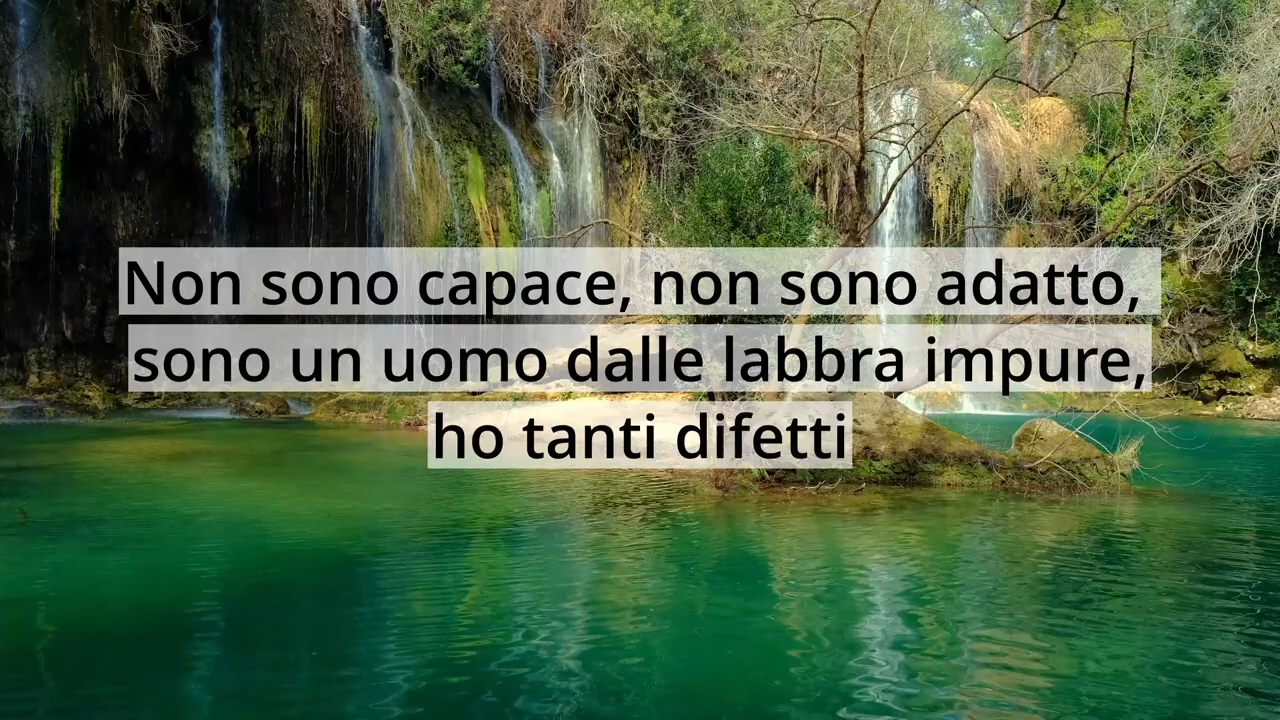 Non sono capace, non sono adatto,
sono un uomo dalle labbra impure,
ho tanti difetti